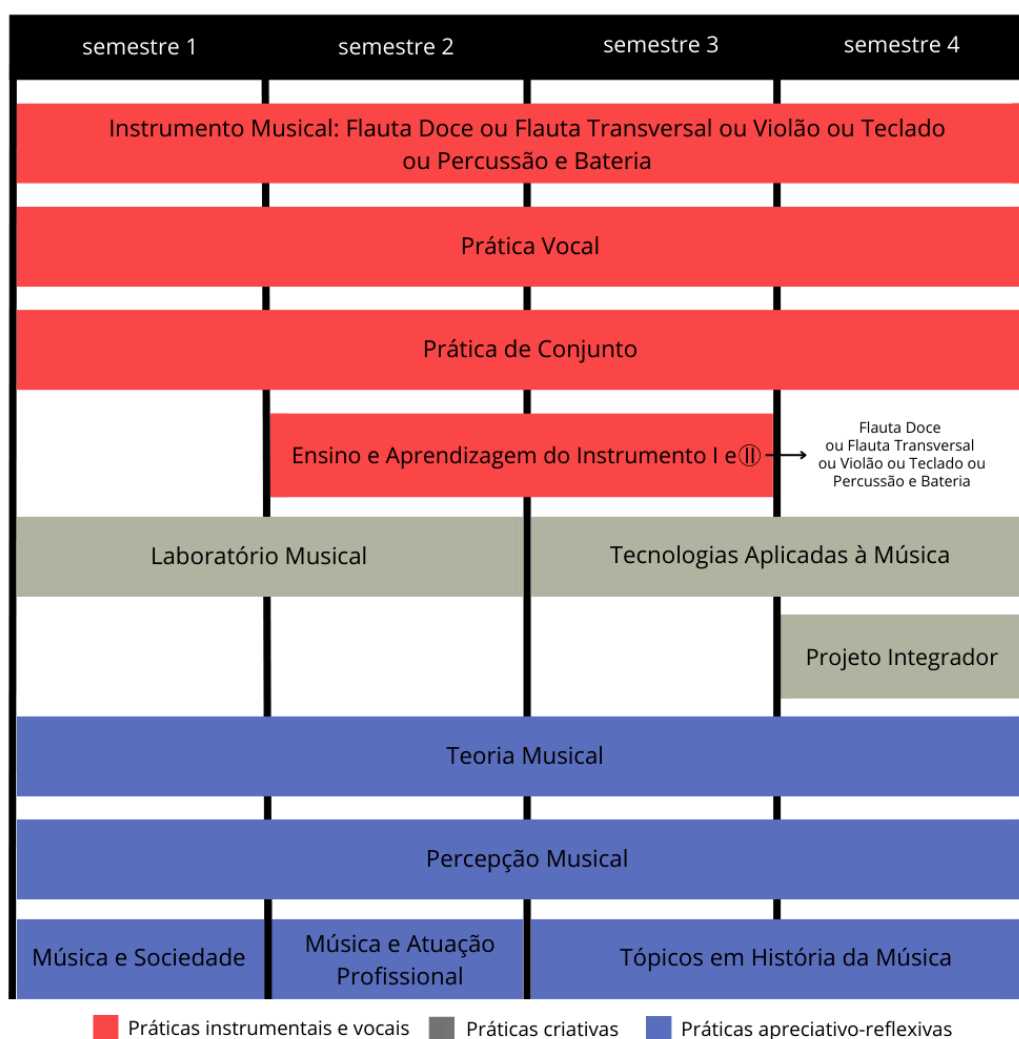 semestre 1
semestre 2
semestre 3
semestre 4
Instrumento Musical: Flauta Doce ou Flauta Transversal ou Violão ou Teclado
ou Percussão e Bateria
Prática Vocal
Prática de Conjunto
Ensino e Aprendizagem do Instrumento I e II
Flauta Doce
ou Flauta Transversal
ou Violão ou Teclado ou
Percussão e Bateria
Laboratório Musical
Tecnologias Aplicadas à Música
Projeto Integrador
Teoria Musical
Percepção Musical
Música e Sociedade
Música e Atuação
Profissional
Tópicos em História da Música
Práticas instrumentais e vocais
Práticas criativas
Práticas apreciativo-reflexivas